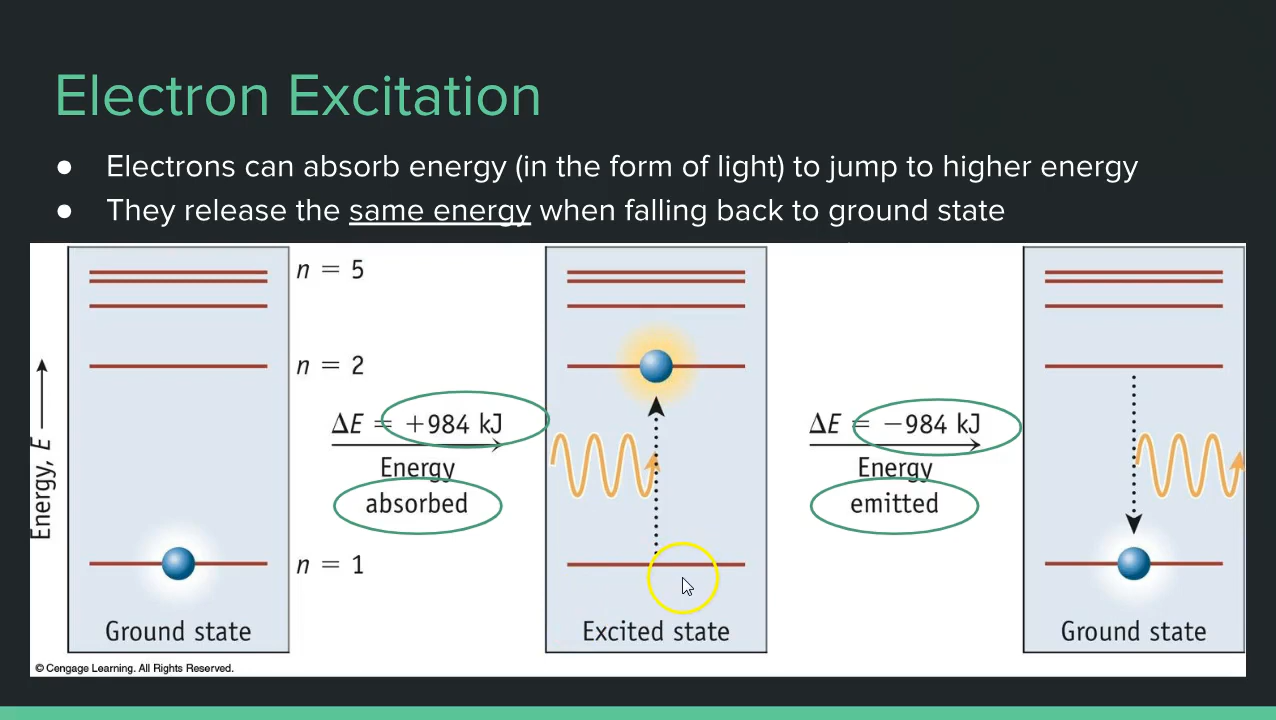 Electron Excitation
● Electrons can absorb energy (in the form of light) to jump to higher energy
● They release the same energy when falling back to ground state
Energy, E
n = 5
n = 2
n = 1
Ground state
ΔE = +984 kJ
Energy
absorbed
Excited state
ΔE = −984 kJ
Energy
emitted
Ground state
© Cengage Learning. All Rights Reserved.